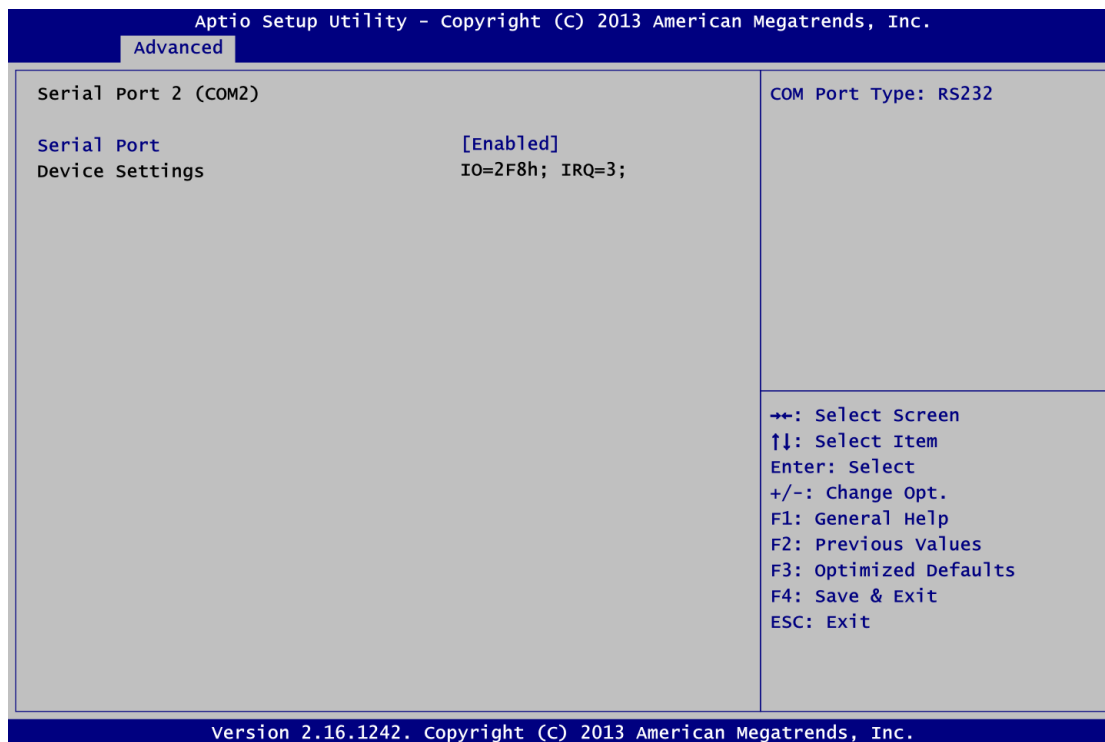 Aptio Setup Utility - Copyright (C) 2013 American Megatrends, Inc.
Advanced
Serial Port 2 (COM2)
Serial Port [Enabled]
Device Settings IO=2F8h; IRQ=3;
COM Port Type: RS232
→←: Select Screen
↑↓: Select Item
Enter: Select
+/-: Change Opt.
F1: General Help
F2: Previous Values
F3: Optimized Defaults
F4: Save & Exit
ESC: Exit
Version 2.16.1242. Copyright (C) 2013 American Megatrends, Inc.